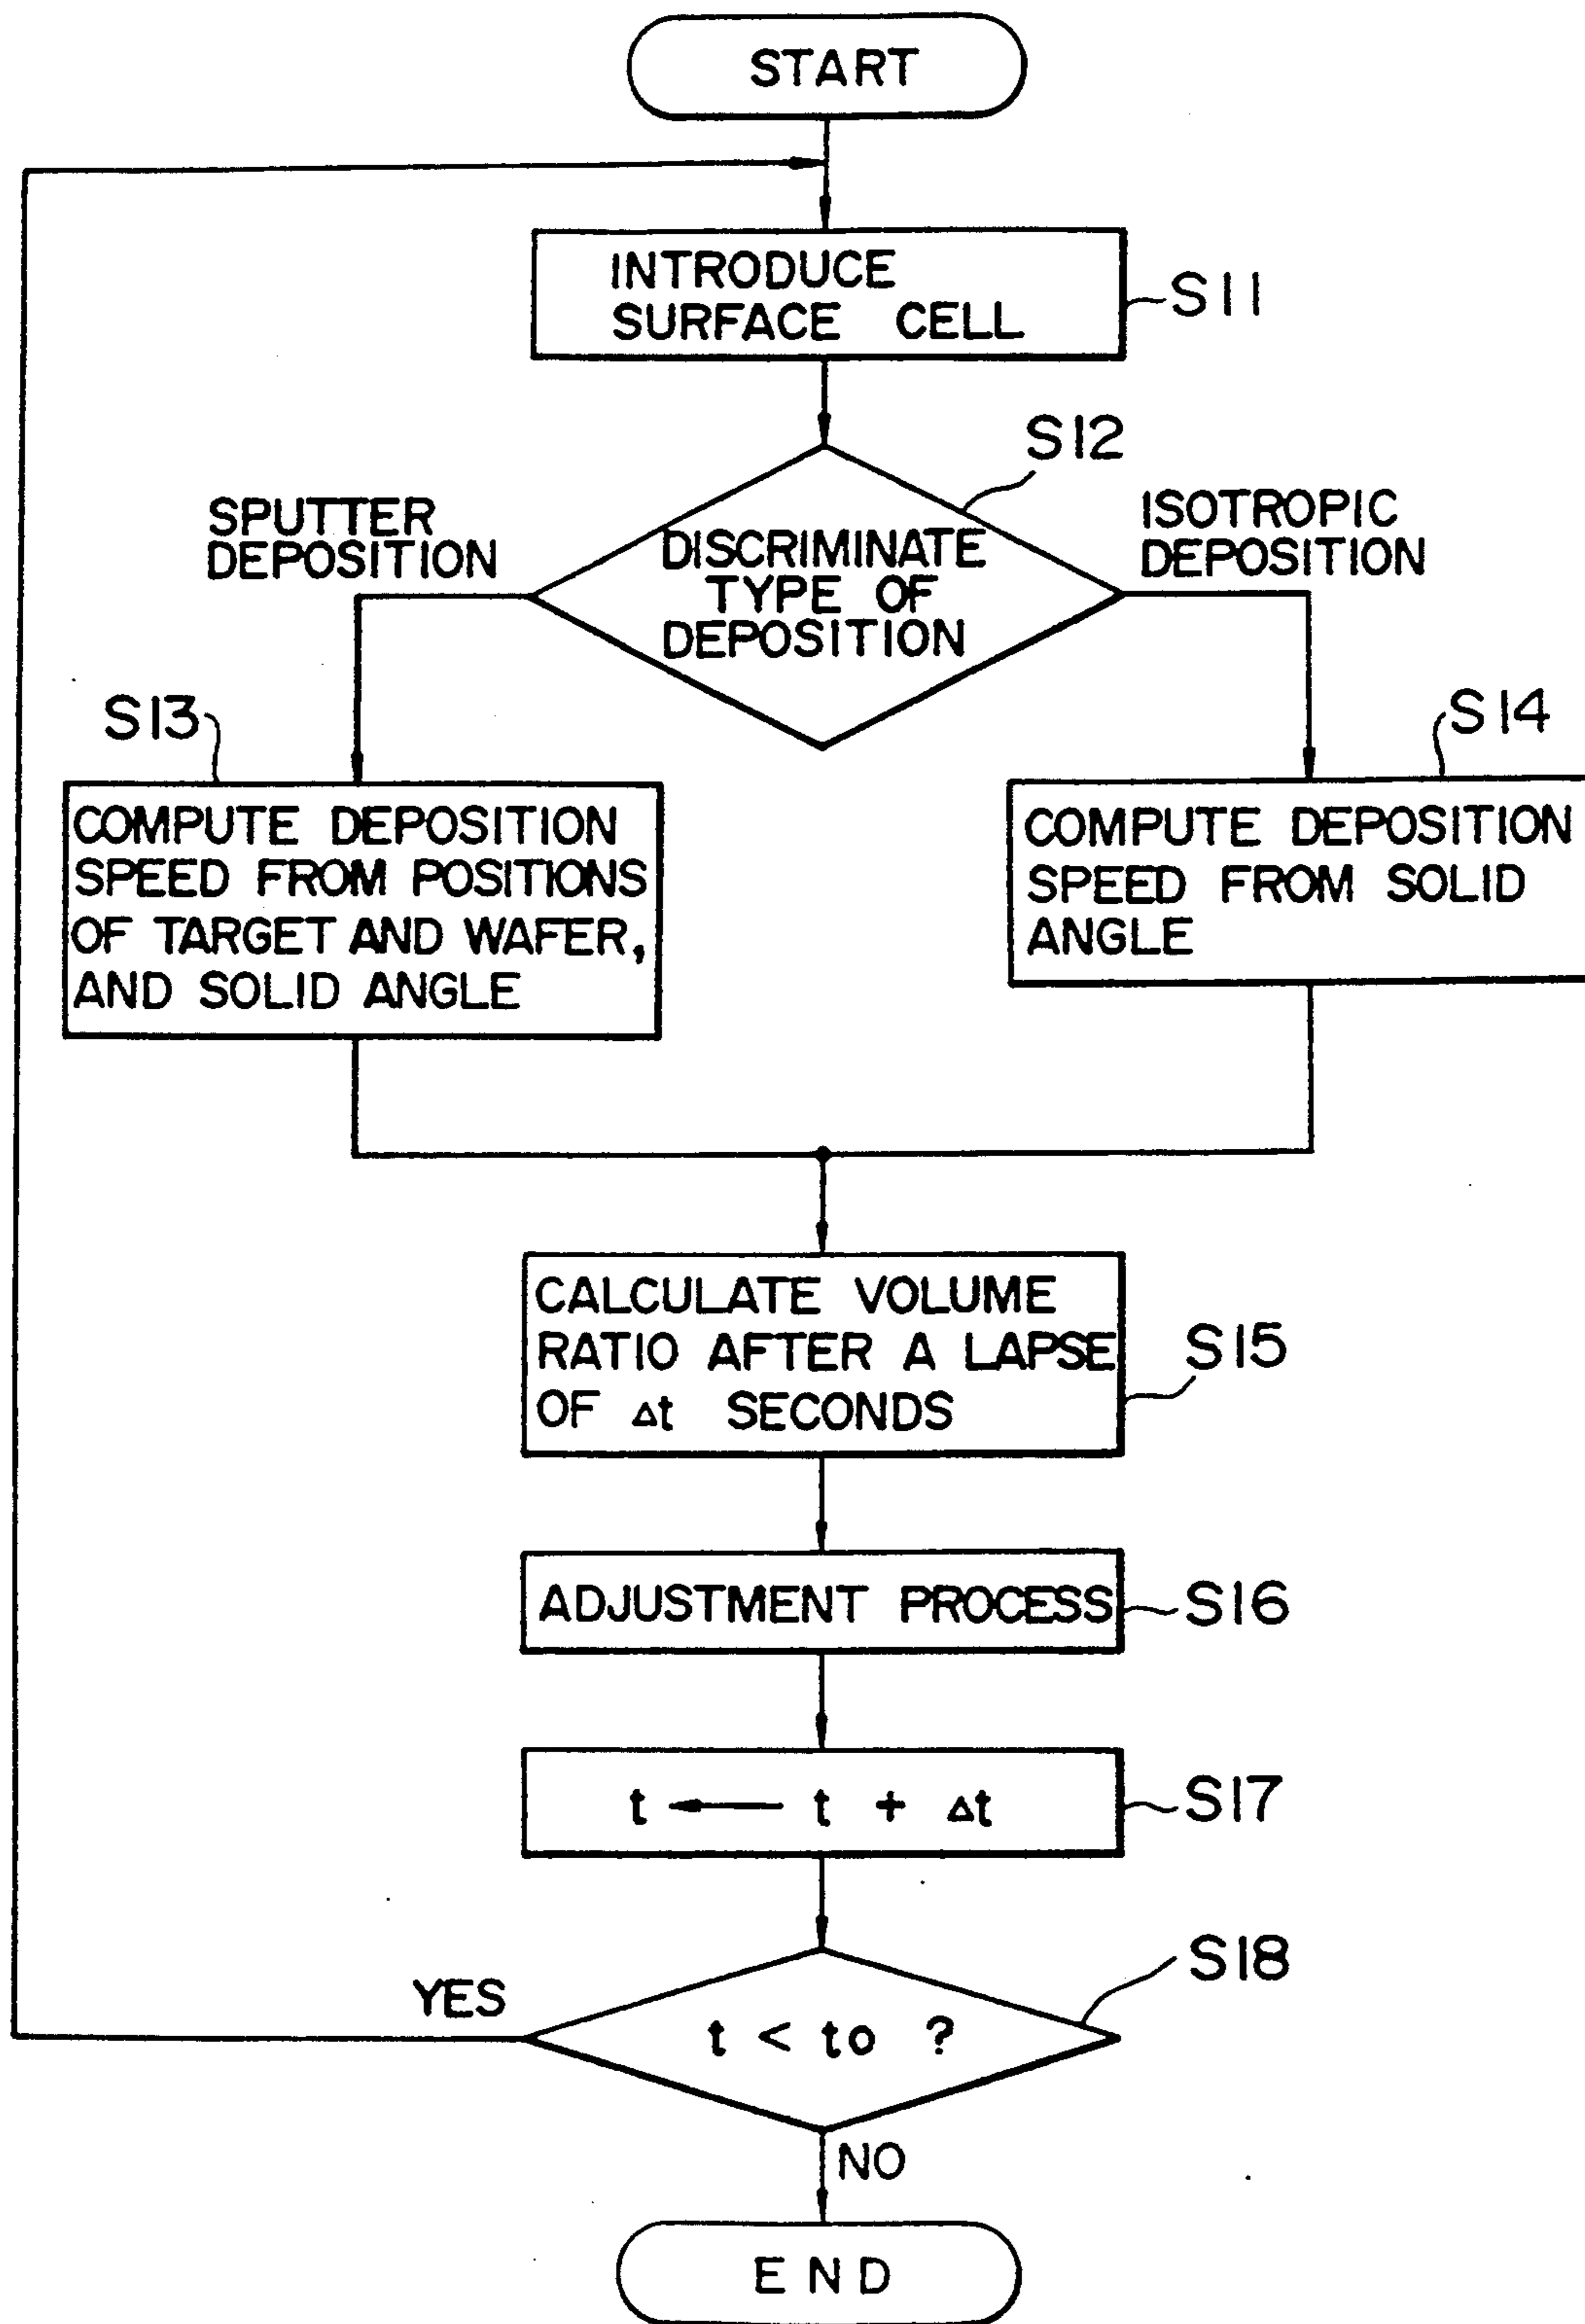 START
INTRODUCE
SURFACE CELL
S11
S12
SPUTTER
DEPOSITION
DISCRIMINATE
TYPE OF
DEPOSITION
ISOTROPIC
DEPOSITION
S13
COMPUTE DEPOSITION
SPEED FROM POSITIONS
OF TARGET AND WAFER,
AND SOLID ANGLE
S14
COMPUTE DEPOSITION
SPEED FROM SOLID
ANGLE
CALCULATE VOLUME
RATIO AFTER A LAPSE
OF Δt SECONDS
S15
ADJUSTMENT PROCESS
S16
t ← t + Δt
S17
S18
YES
t < to ?
NO
END